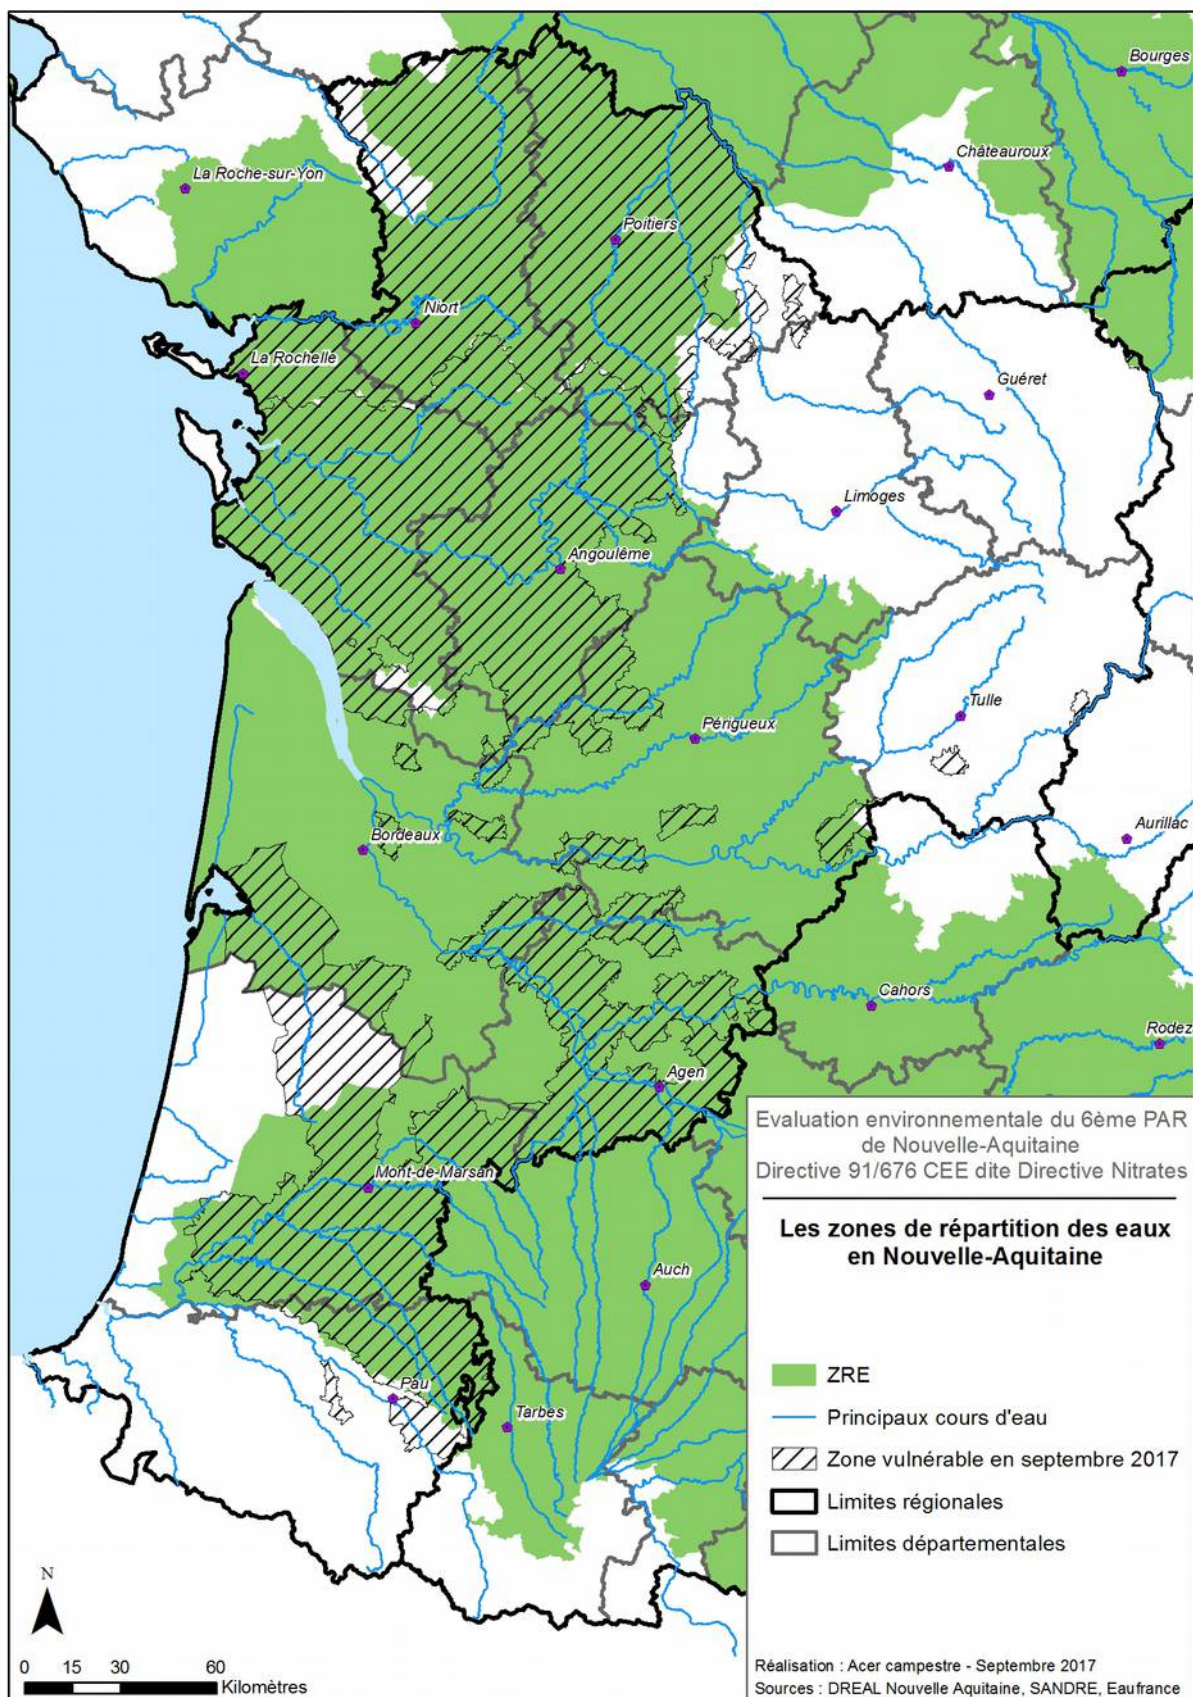 Bourges
Châteauroux
La Roche-sur-Yon
Poitiers
Niort
La Rochelle
Guéret
Limoges
Angoulême
Tulle
Périgueux
Bordeaux
Aurillac
Cahors
Rodez
Agen
Mont-de-Marsan
Auch
Pau
Tarbes
Evaluation environnementale du 6ème PAR
de Nouvelle-Aquitaine
Directive 91/676 CEE dite Directive Nitrates
Les zones de répartition des eaux
en Nouvelle-Aquitaine
ZRE
Principaux cours d'eau
Zone vulnérable en septembre 2017
Limites régionales
Limites départementales
N
0 15 30 60
Kilomètres
Réalisation : Acer campestre - Septembre 2017
Sources : DREAL Nouvelle Aquitaine, SANDRE, Eaufrance